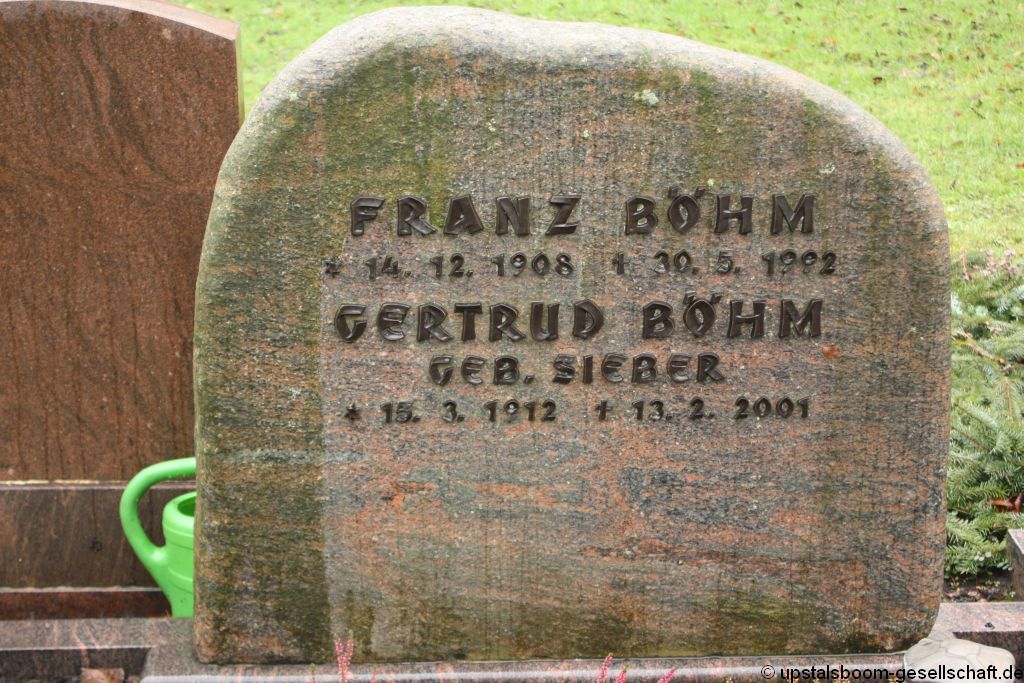 FRANZ BÖHM
* 14. 12. 1908 † 30. 5. 1992
GERTRUD BÖHM
GEB. SIEBER
* 15. 3. 1912 † 13. 2. 2001
© upstalsboom-gesellschaft.de